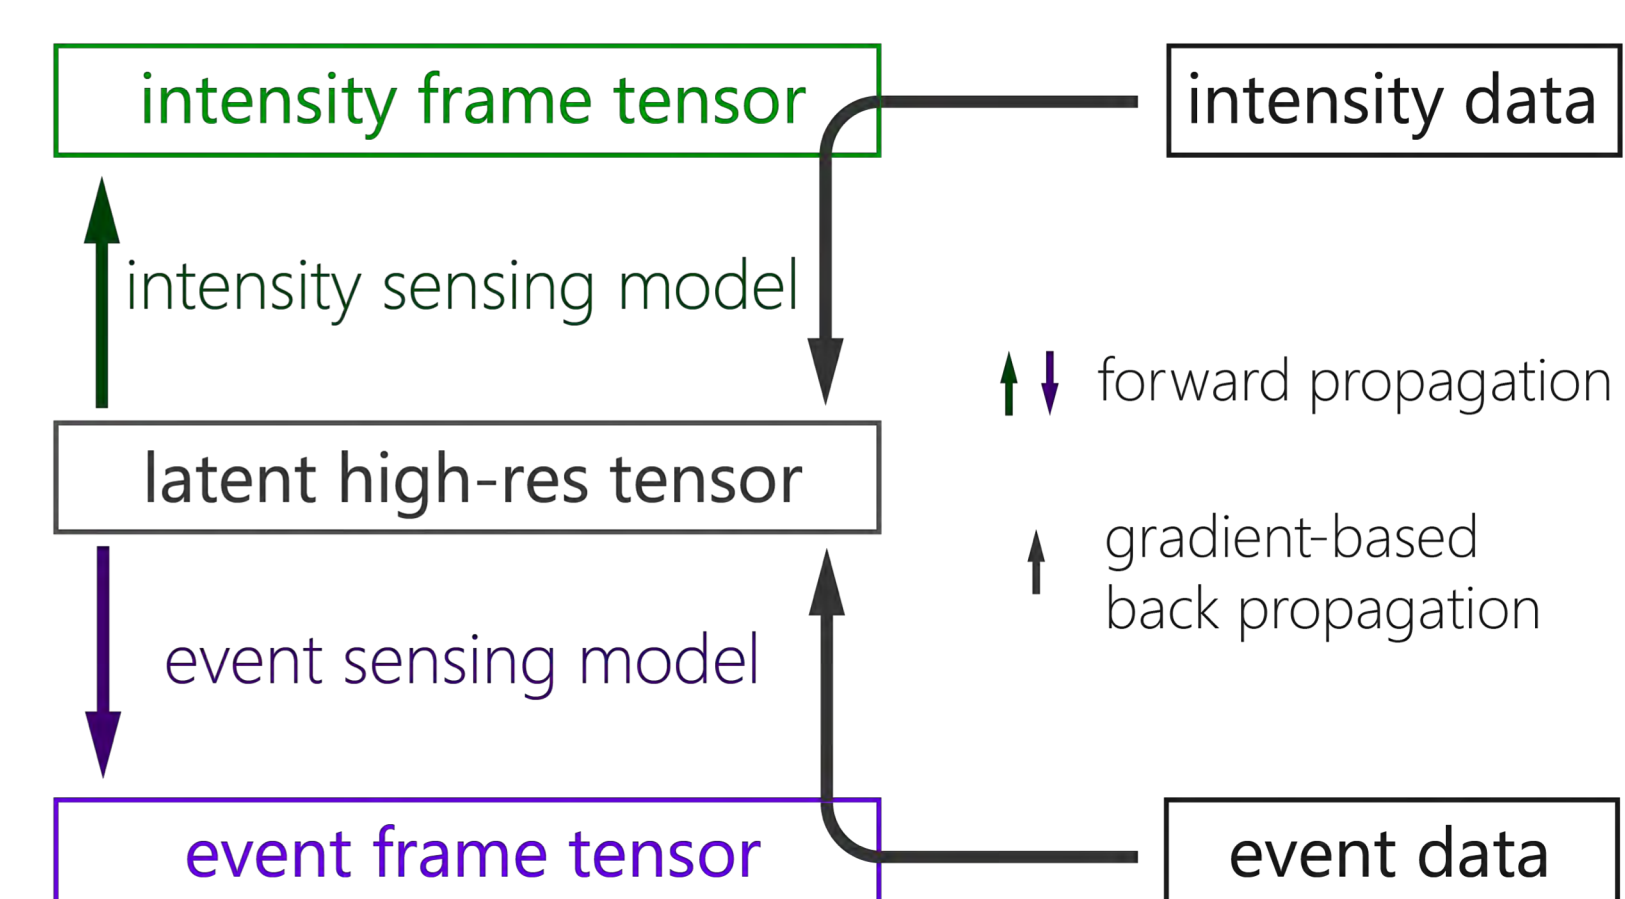 intensity frame tensor
intensity data
intensity sensing model
forward propagation
latent high-res tensor
gradient-based
back propagation
event sensing model
event frame tensor
event data